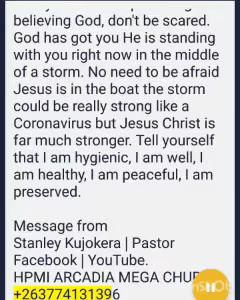 believing God, don't be scared.
God has got you He is standing
with you right now in the middle
of a storm. No need to be afraid
Jesus is in the boat the storm
could be really strong like a
Coronavirus but Jesus Christ is
far much stronger. Tell yourself
that I am hygienic, I am well, I
am healthy, I am peaceful, I am
preserved.
Message from
Stanley Kujokera | Pastor
Facebook | YouTube.
HPMI ARCADIA MEGA
+263774131396